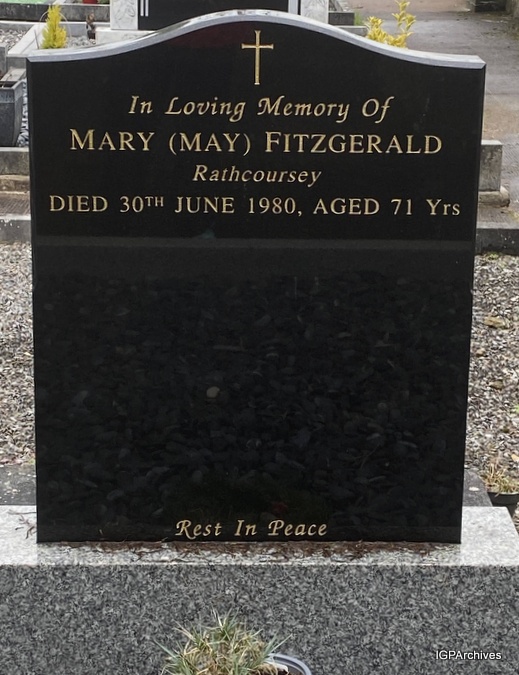 In Loving Memory Of
MARY (MAY) FITZGERALD
Rathcoursey
DIED 30TH JUNE 1980, AGED 71 Yrs
Rest In Peace
IGPArchives